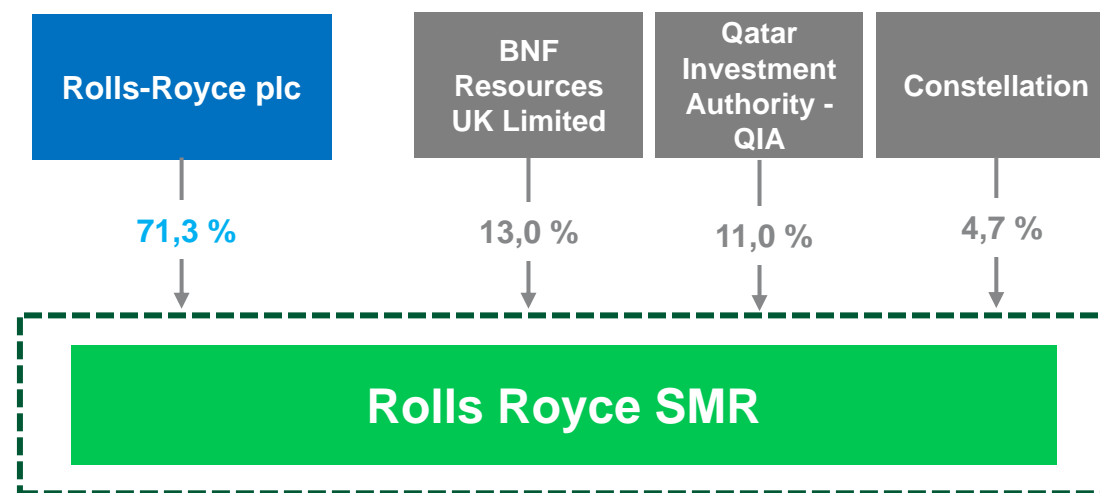 Rolls-Royce plc
BNF
Resources
UK Limited
Qatar
Investment
Authority -
QIA
Constellation
71,3 %
13,0 %
11,0 %
4,7 %
Rolls Royce SMR